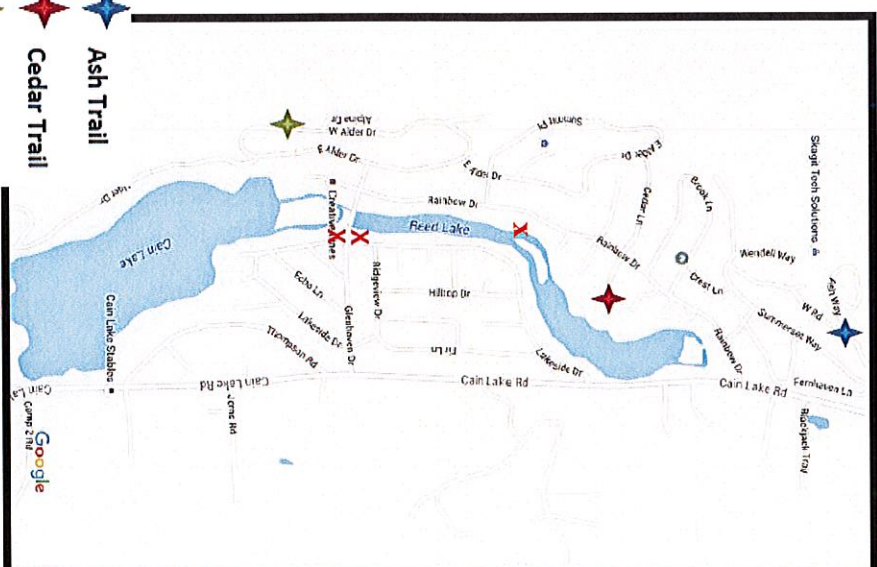 Ash Trail
Cedar Trail
Skagit Tech Solutions
Alpine Dr
W Alder Dr
E Alder Dr
Summit Pl
E Alder Dr
E Alder Dr
Cedar Ln
Brook Ln
Wendell Way
Ash Way
W Rd
Summerset Way
Crest Ln
Rainbow Dr
Rainbow Dr
Rainbow Dr
Reed Lake
X
X
X
Cain Lake
Cain Lake Stables
Echo Ln
Lakeside Dr
Thompson Rd
Glenhaven Dr
Ridgeview Dr
Hilltop Dr
Fir Ln
Lakeside Dr
Cain Lake Rd
Cain Lake Rd
Cain Lake Rd
Fernhaven Ln
Camp 2 Rd
Google